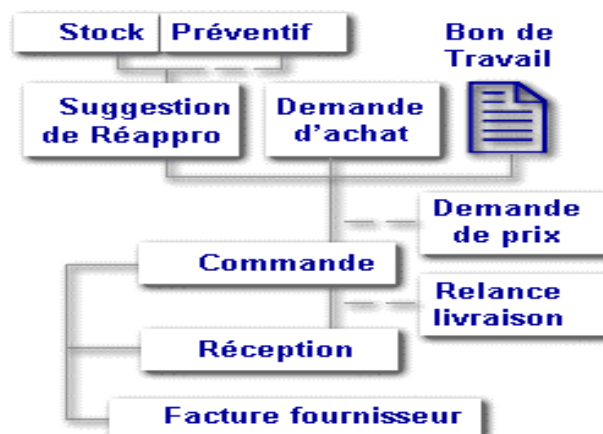 Stock Préventif
Bon de
Travail
Suggestion
de Réappro
Demande
d'achat
Demande
de prix
Commande
Relance
livraison
Réception
Facture fournisseur